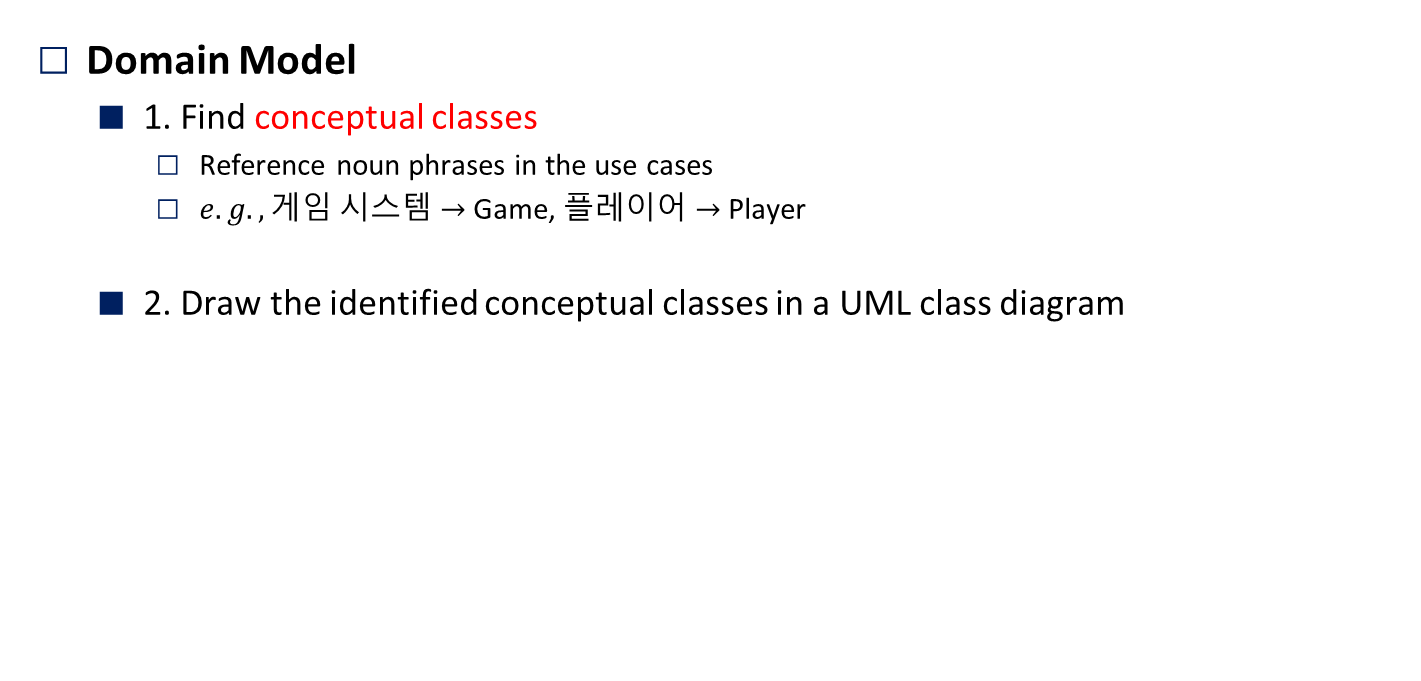 Domain Model
1. Find conceptual classes
Reference noun phrases in the use cases
e.g., 게임 시스템 → Game, 플레이어 → Player
2. Draw the identified conceptual classes in a UML class diagram